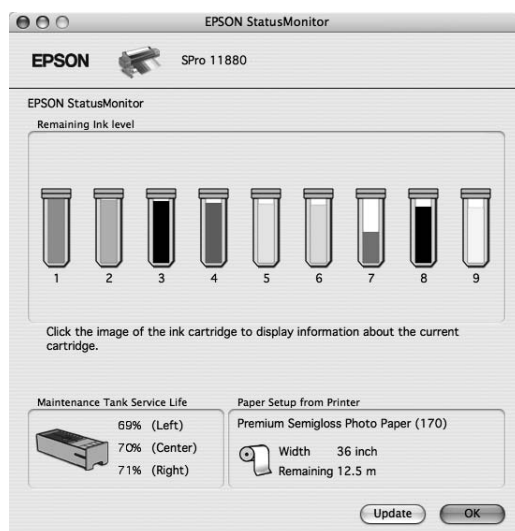 EPSON StatusMonitor
EPSON SPro 11880
EPSON StatusMonitor
Remaining Ink level
1 2 3 4 5 6 7 8 9
Click the image of the ink cartridge to display information about the current
cartridge.
Maintenance Tank Service Life
69% (Left)
70% (Center)
71% (Right)
Paper Setup from Printer
Premium Semigloss Photo Paper (170)
Width 36 inch
Remaining 12.5 m
Update OK